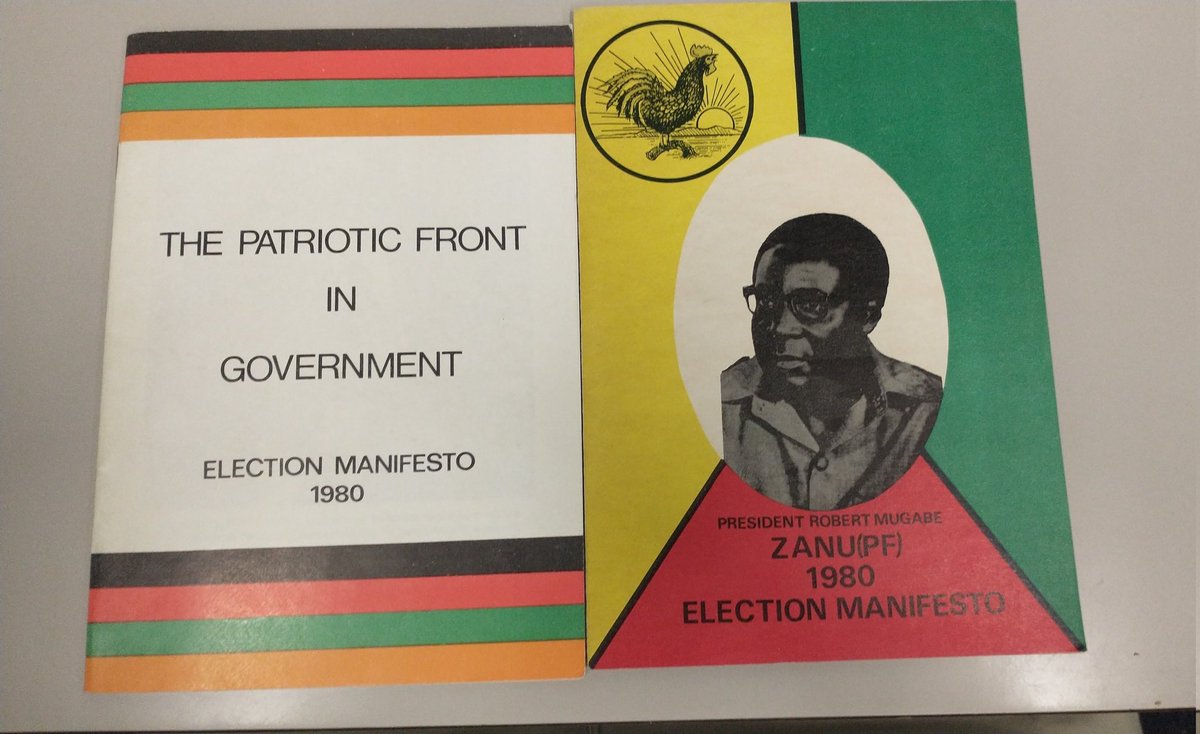 THE PATRIOTIC FRONT
IN
GOVERNMENT
ELECTION MANIFESTO
1980
PRESIDENT ROBERT MUGABE
ZANU(PF)
1980
ELECTION MANIFESTO